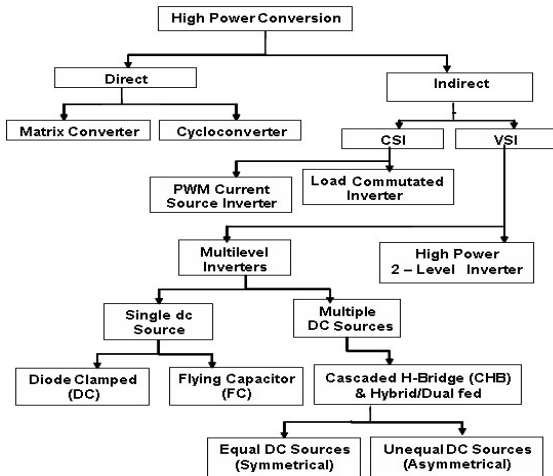 High Power Conversion
Direct
Indirect
Matrix Converter
Cycloconverter
CSI
VSI
PWM Current
Source Inverter
Load Commutated
Inverter
Multilevel
Inverters
High Power
2 – Level Inverter
Single dc
Source
Multiple
DC Sources
Diode Clamped
(DC)
Flying Capacitor
(FC)
Cascaded H-Bridge (CHB)
& Hybrid/Dual fed
Equal DC Sources
(Symmetrical)
Unequal DC Sources
(Asymmetrical)